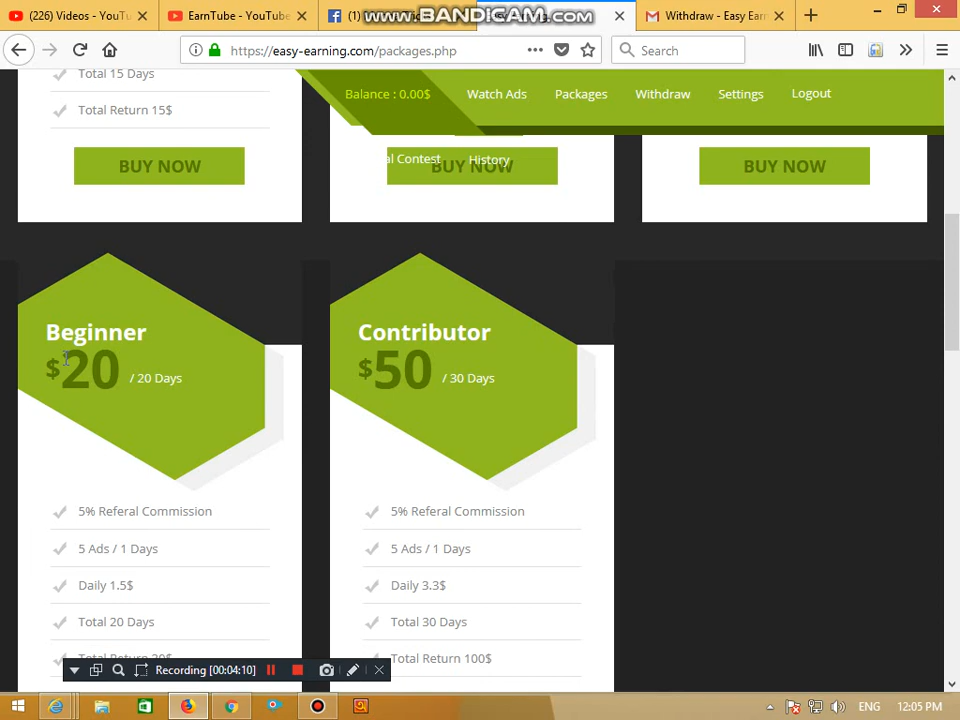 www.BANDICAM.com
(226) Videos - YouTu
EarnTube - YouTube
(1)
Withdraw - Easy Earn
https://easy-earning.com/packages.php
Search
Total 15 Days
Total Return 15$
Balance : 0.00$
Watch Ads
Packages
Withdraw
Settings
Logout
al Contest
History
BUY NOW
BUY NOW
BUY NOW
Beginner
$20 / 20 Days
5% Referal Commission
5 Ads / 1 Days
Daily 1.5$
Total 20 Days
Contributor
$50 / 30 Days
5% Referal Commission
5 Ads / 1 Days
Daily 3.3$
Total 30 Days
Total Return 100$
Recording [00:04:10]
ENG
12:05 PM